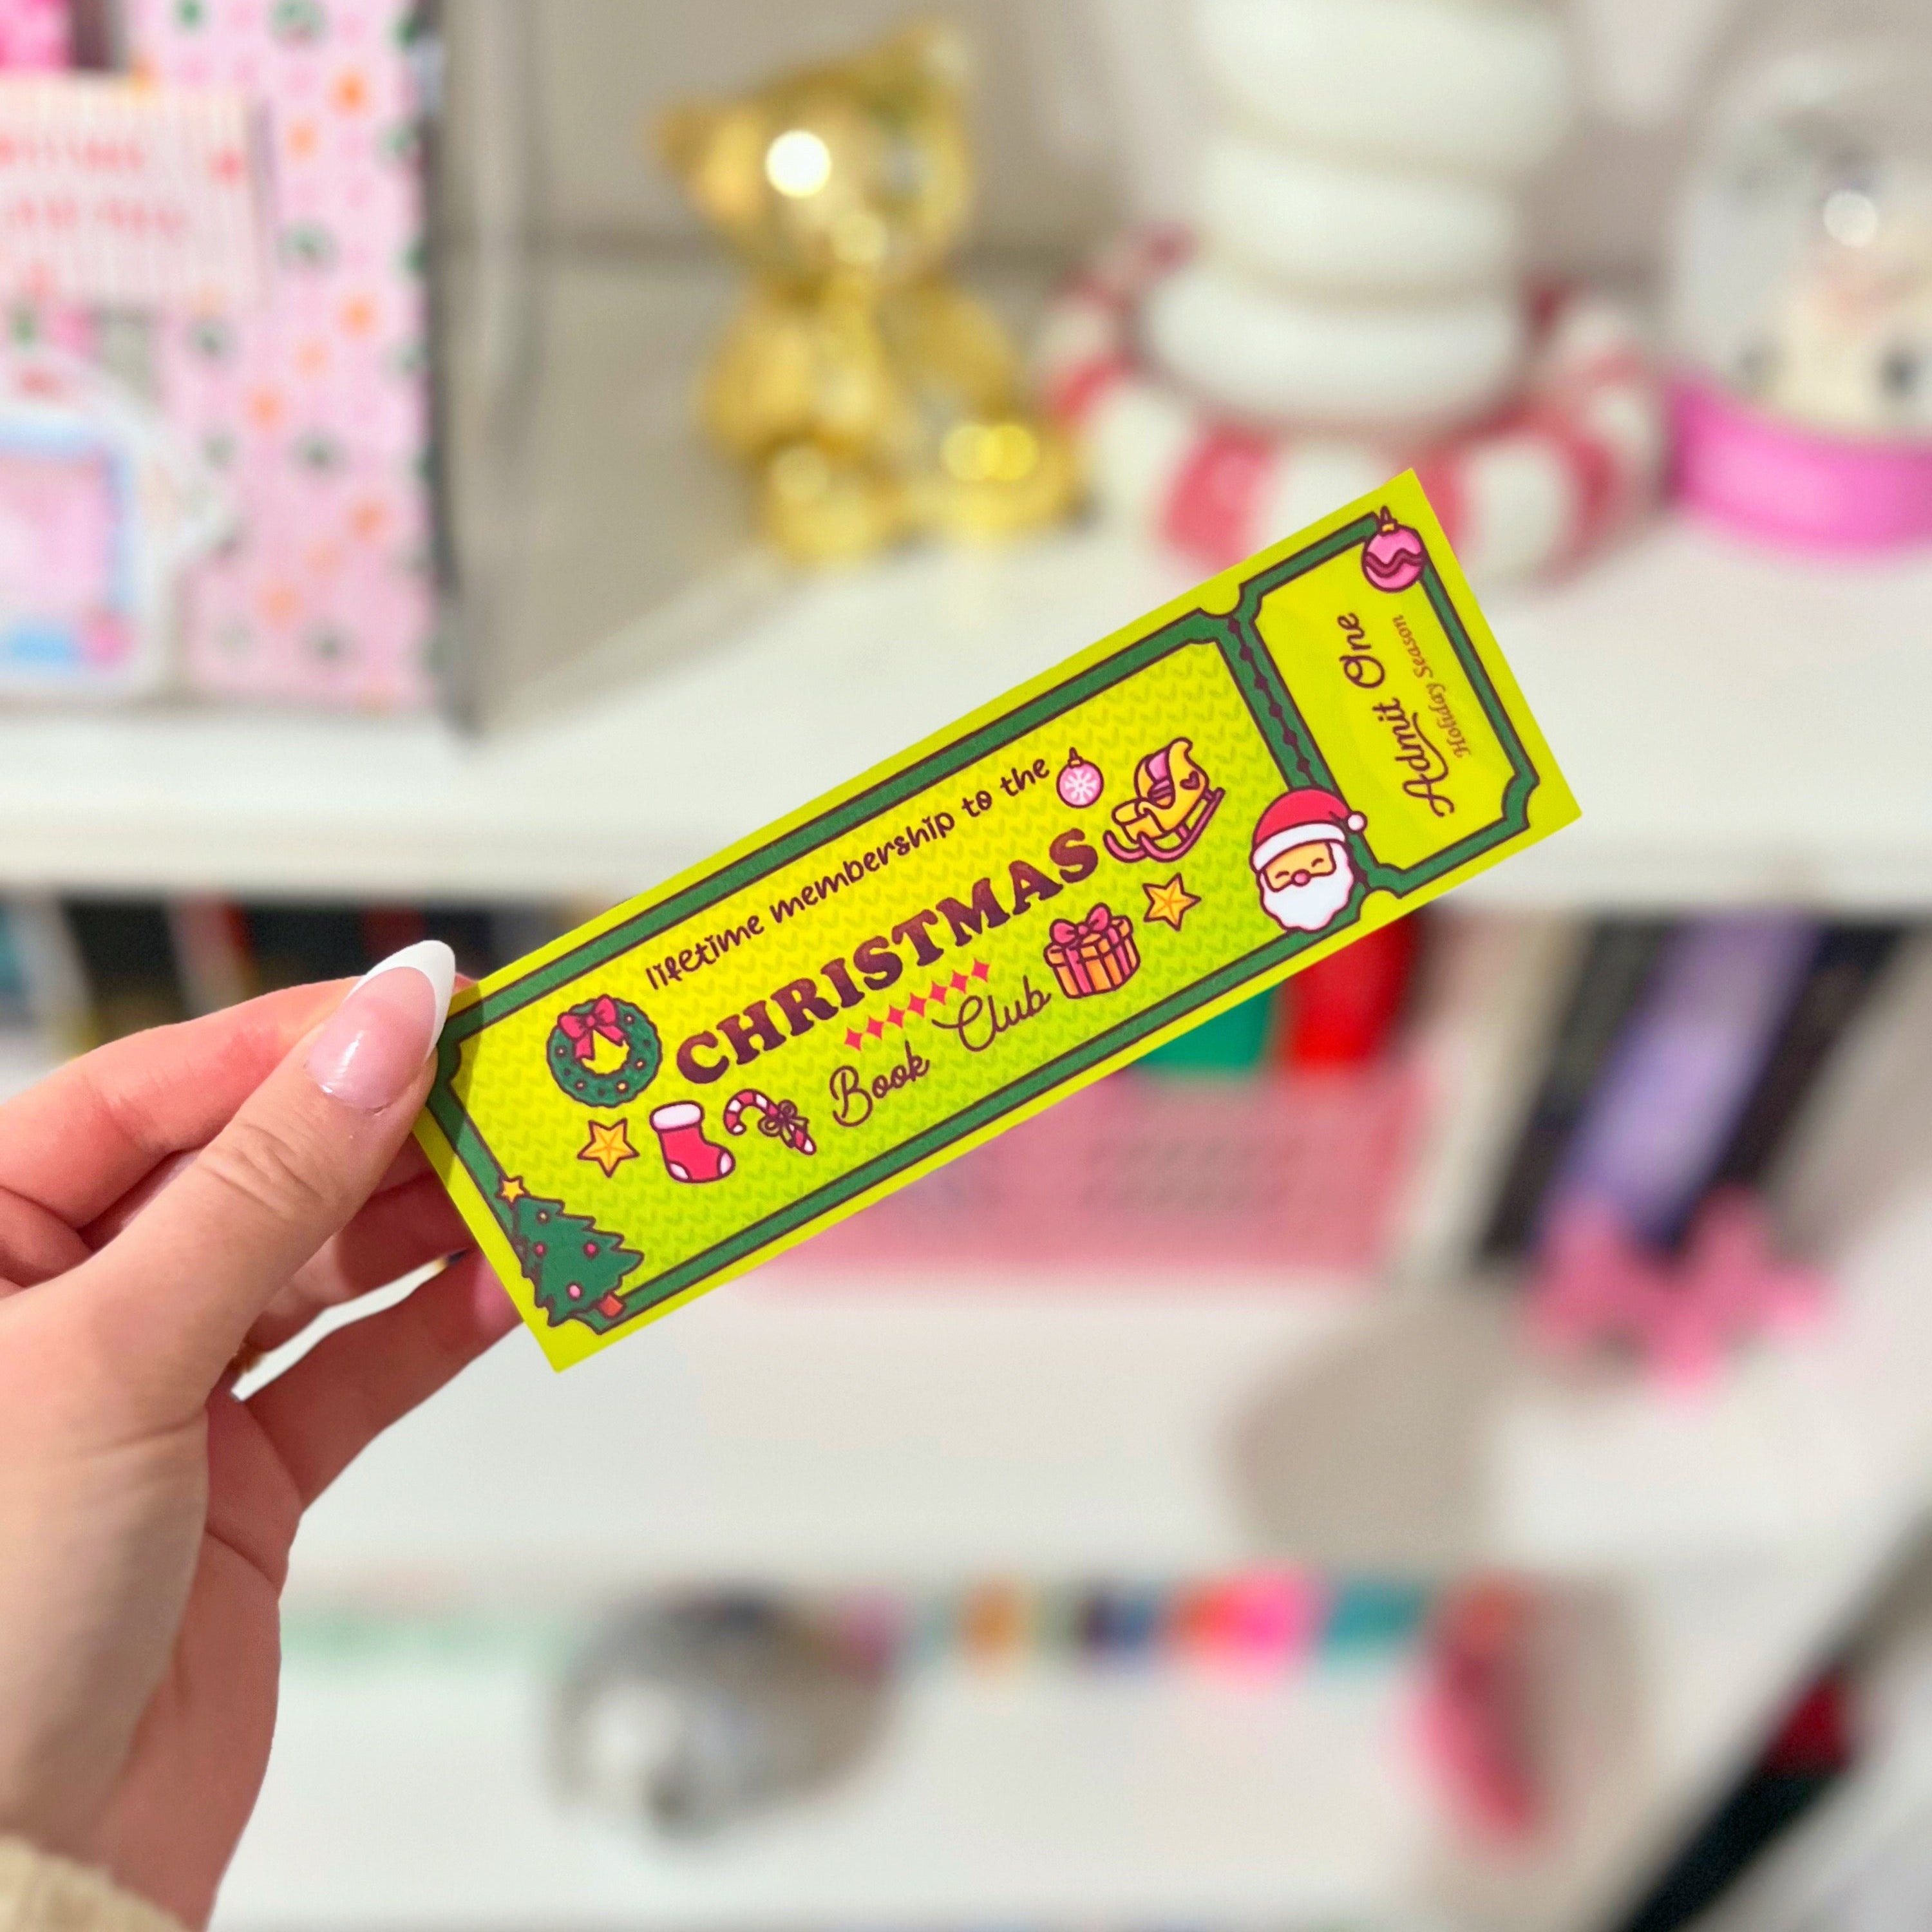 lifetime membership to the
CHRISTMAS
Book Club
Admit One
Holiday Season